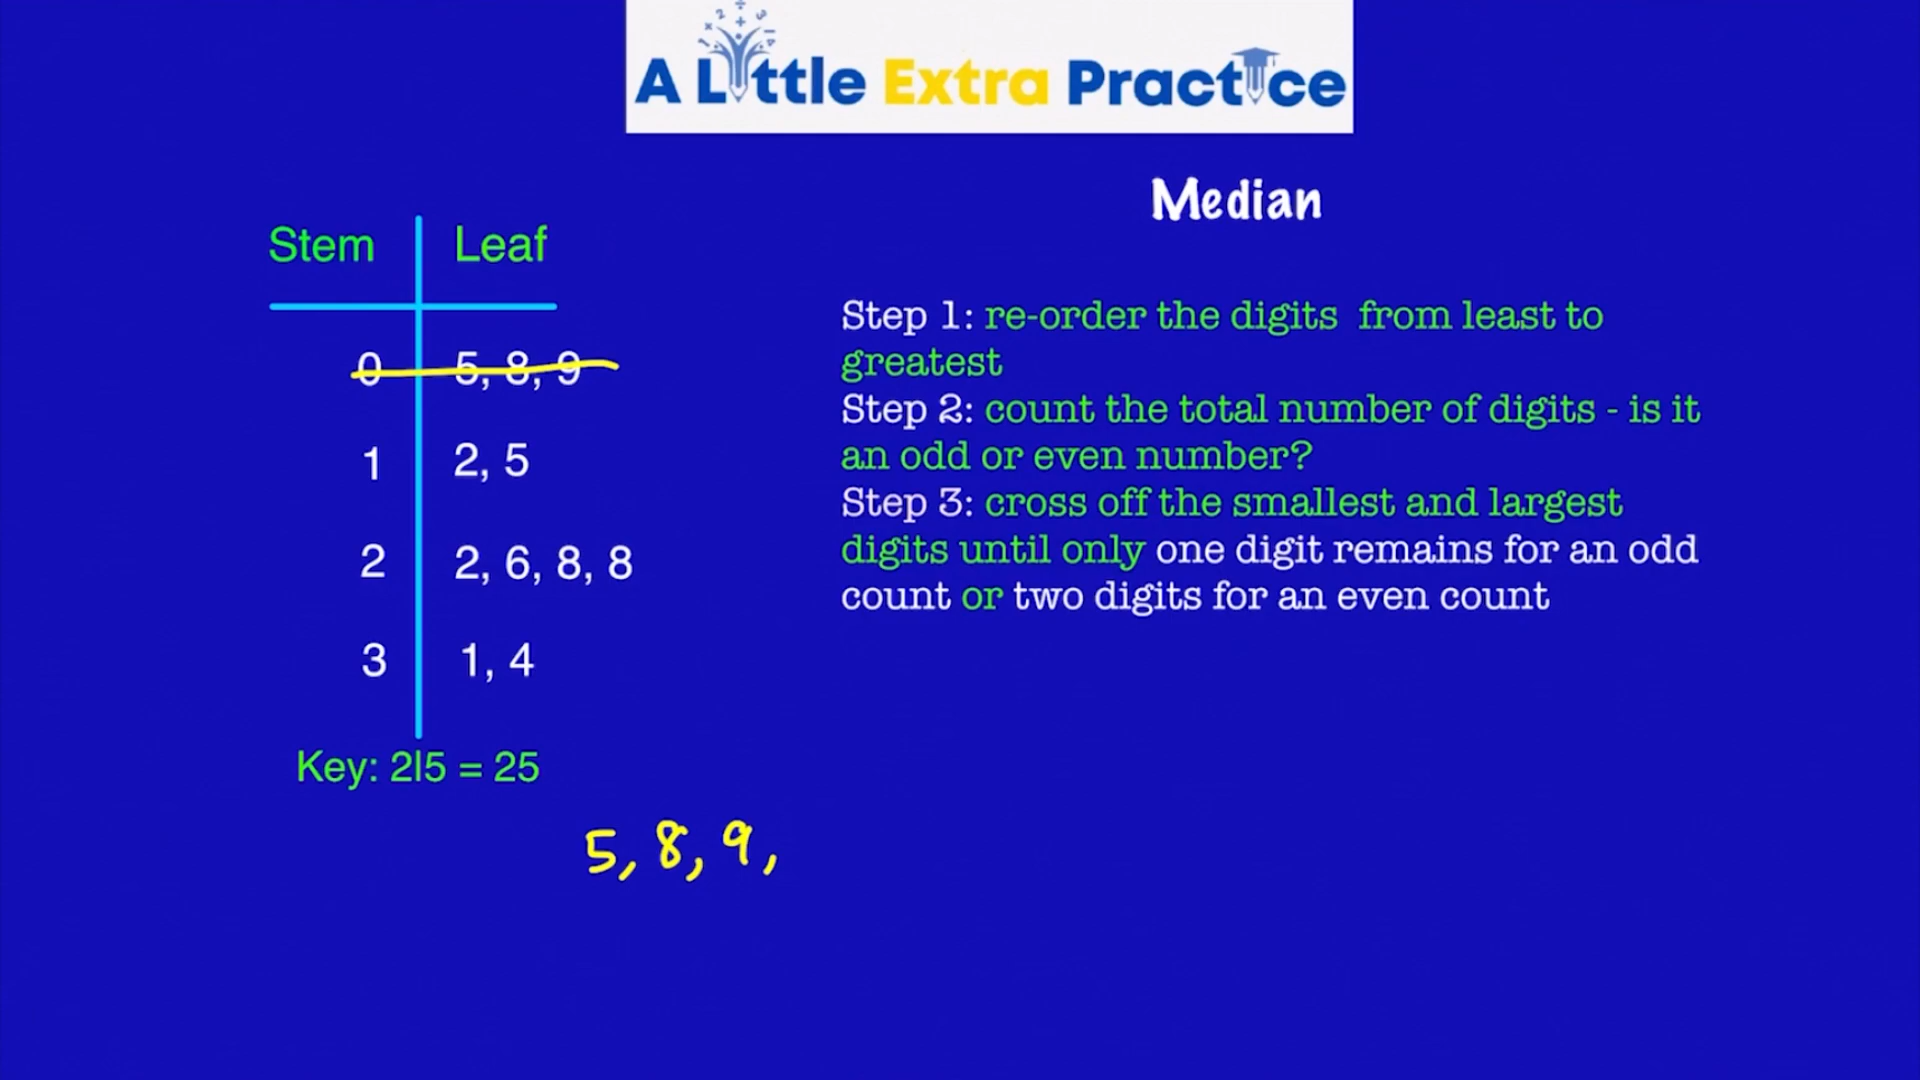 A Little Extra Practice
Median
Stem Leaf
0 5, 8, 9
1 2, 5
2 2, 6, 8, 8
3 1, 4
Key: 2|5 = 25
Step 1: re-order the digits from least to
greatest
Step 2: count the total number of digits - is it
an odd or even number?
Step 3: cross off the smallest and largest
digits until only one digit remains for an odd
count or two digits for an even count
5, 8, 9,